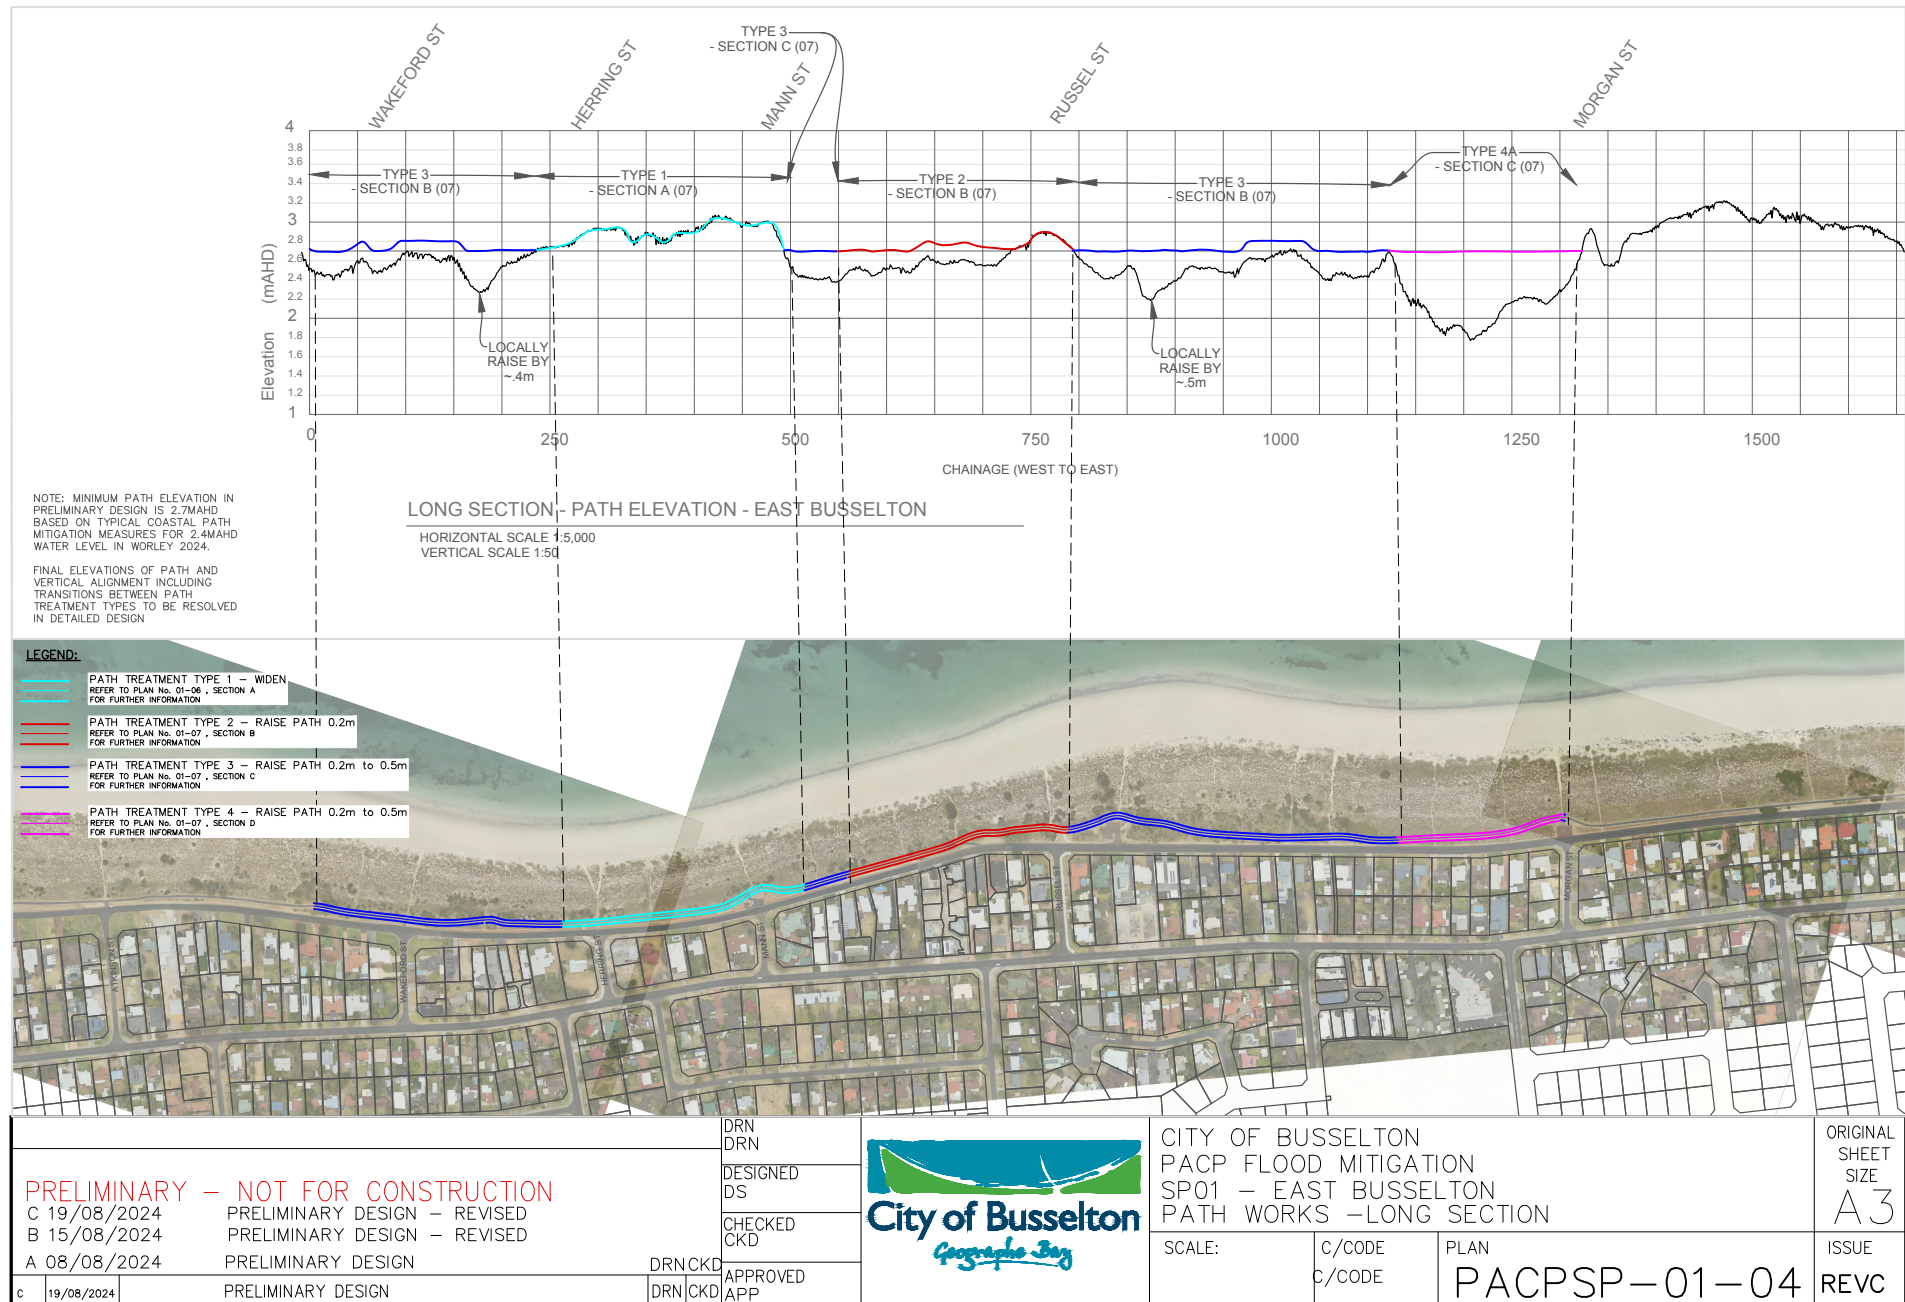 WAKEFORD ST
HERRING ST
MANN ST
TYPE 3
- SECTION C (07)
RUSSEL ST
MORGAN ST
4
3.8
3.6
3.4
3.2
3
2.8
2.6
2.4
2.2
2
1.8
1.6
1.4
1.2
1
Elevation (mAHD)
TYPE 3
- SECTION B (07)
TYPE 1
- SECTION A (07)
TYPE 2
- SECTION B (07)
TYPE 3
- SECTION B (07)
TYPE 4A
- SECTION C (07)
LOCALLY
RAISE BY
~.4m
LOCALLY
RAISE BY
~.5m
0 250 500 750 1000 1250 1500
CHAINAGE (WEST TO EAST)
LONG SECTION - PATH ELEVATION - EAST BUSSELTON
HORIZONTAL SCALE 1:5,000
VERTICAL SCALE 1:50
NOTE: MINIMUM PATH ELEVATION IN
PRELIMINARY DESIGN IS 2.7MAHD
BASED ON TYPICAL COASTAL PATH
MITIGATION MEASURES FOR 2.4MAHD
WATER LEVEL IN WORLEY 2024.
FINAL ELEVATIONS OF PATH AND
VERTICAL ALIGNMENT INCLUDING
TRANSITIONS BETWEEN PATH
TREATMENT TYPES TO BE RESOLVED
IN DETAILED DESIGN
LEGEND:
PATH TREATMENT TYPE 1 - WIDEN
REFER TO PLAN No. 01-06 , SECTION A
FOR FURTHER INFORMATION
PATH TREATMENT TYPE 2 - RAISE PATH 0.2m
REFER TO PLAN No. 01-07 , SECTION B
FOR FURTHER INFORMATION
PATH TREATMENT TYPE 3 - RAISE PATH 0.2m to 0.5m
REFER TO PLAN No. 01-07 , SECTION C
FOR FURTHER INFORMATION
PATH TREATMENT TYPE 4 - RAISE PATH 0.2m to 0.5m
REFER TO PLAN No. 01-07 , SECTION D
FOR FURTHER INFORMATION
ATKINSON ST
WAKEFORD ST
HERRING ST
MANN ST
RUSSEL ST
MORGAN ST
PRELIMINARY - NOT FOR CONSTRUCTION
C 19/08/2024 PRELIMINARY DESIGN - REVISED
B 15/08/2024 PRELIMINARY DESIGN - REVISED
A 08/08/2024 PRELIMINARY DESIGN DRN CKD
C 19/08/2024 PRELIMINARY DESIGN DRN CKD
DRN
DRN
DESIGNED
DS
CHECKED
CKD
APPROVED
APP
City of Busselton
Geographe Bay
CITY OF BUSSELTON
PACP FLOOD MITIGATION
SP01 - EAST BUSSELTON
PATH WORKS -LONG SECTION
SCALE:
C/CODE
C/CODE
PLAN
PACPSP-01-04
ORIGINAL
SHEET
SIZE
A3
ISSUE
REVC